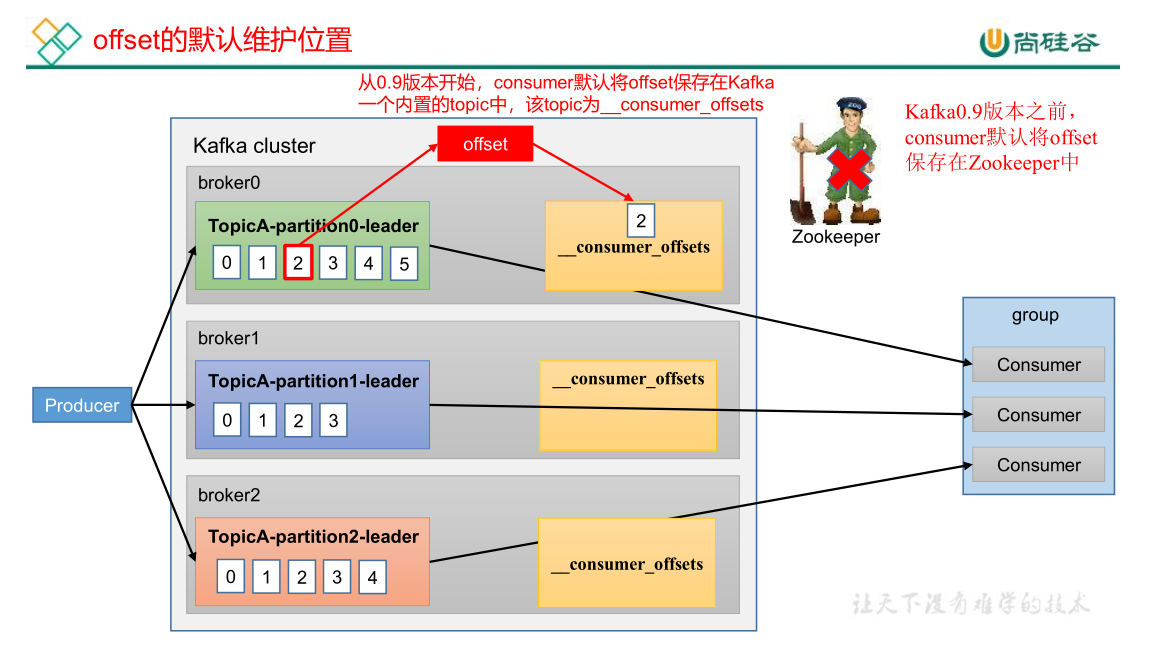 offset的默认维护位置
尚硅谷
从0.9版本开始，consumer默认将offset保存在Kafka
一个内置的topic中，该topic为__consumer_offsets
Kafka0.9版本之前，
consumer默认将offset
保存在Zookeeper中
ZOO
Zookeeper
Kafka cluster
offset
broker0
TopicA-partition0-leader
0 1 2 3 4 5
2
__consumer_offsets
broker1
TopicA-partition1-leader
0 1 2 3
__consumer_offsets
broker2
TopicA-partition2-leader
0 1 2 3 4
__consumer_offsets
Producer
group
Consumer
Consumer
Consumer
让天下没有难学的技术